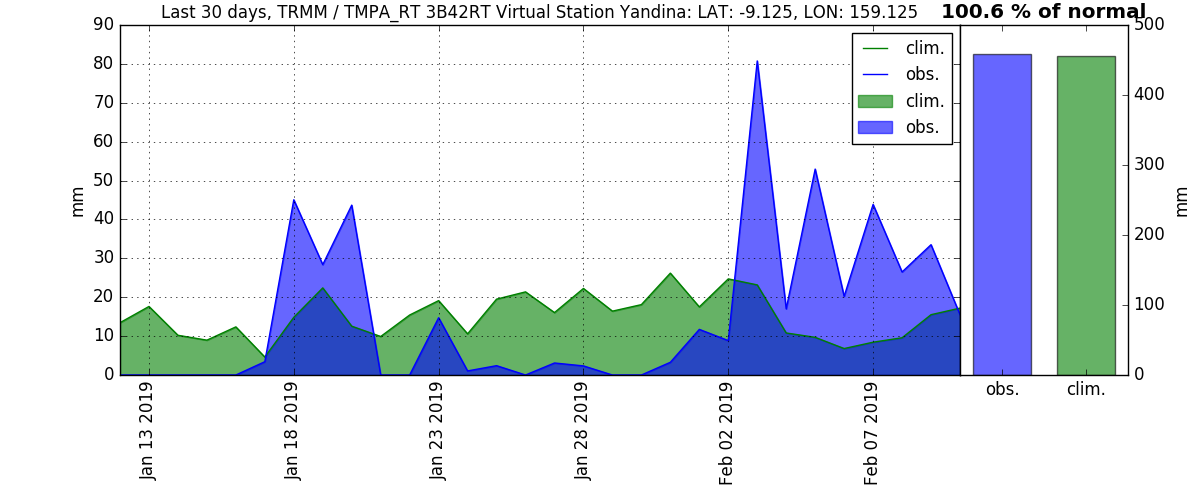 Last 30 days, TRMM / TMPA_RT 3B42RT Virtual Station Yandina: LAT: -9.125, LON: 159.125
100.6 % of normal
90
80
70
60
50
40
30
20
10
0
mm
clim.
obs.
clim.
obs.
Jan 13 2019
Jan 18 2019
Jan 23 2019
Jan 28 2019
Feb 02 2019
Feb 07 2019
500
400
300
200
100
0
mm
obs.
clim.